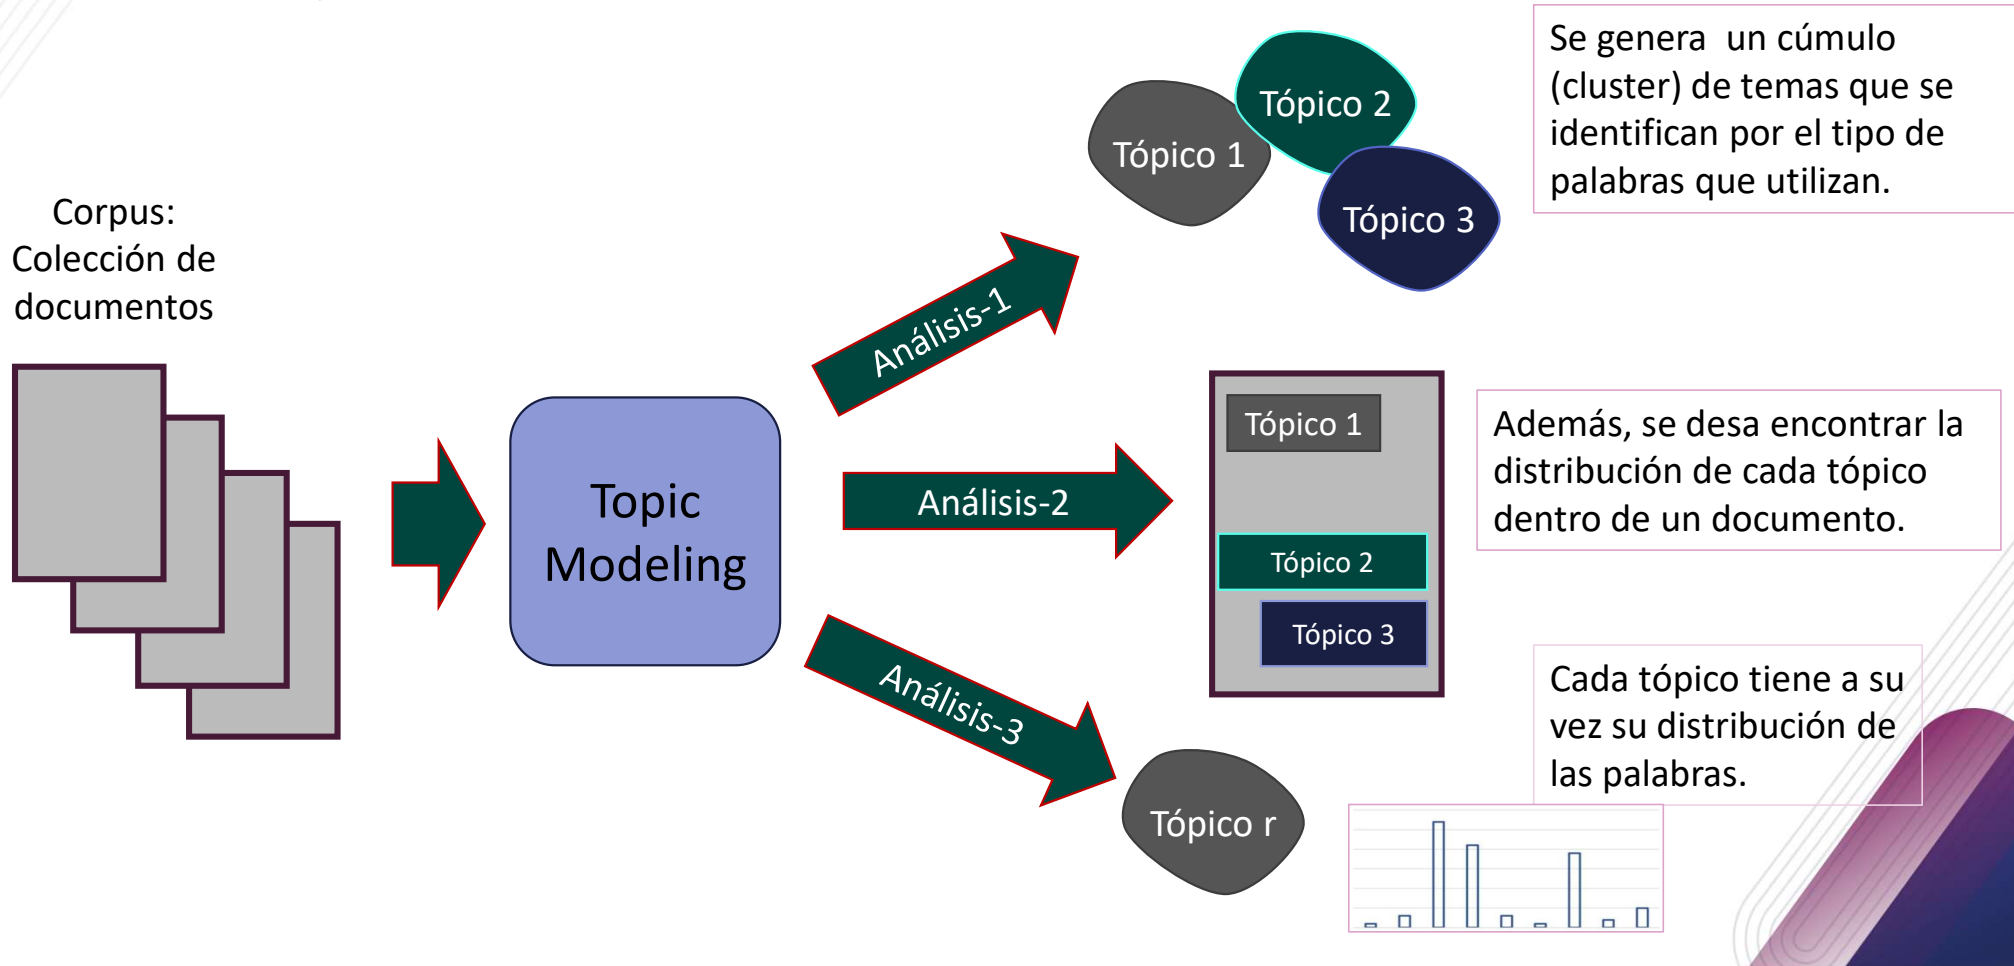 Corpus:
Colección de
documentos
Topic
Modeling
Análisis-1
Tópico 1
Tópico 2
Tópico 3
Se genera  un cúmulo
(cluster) de temas que se
identifican por el tipo de
palabras que utilizan.
Análisis-2
Tópico 1
Tópico 2
Tópico 3
Además, se desa encontrar la
distribución de cada tópico
dentro de un documento.
Análisis-3
Tópico r
Cada tópico tiene a su
vez su distribución de
las palabras.